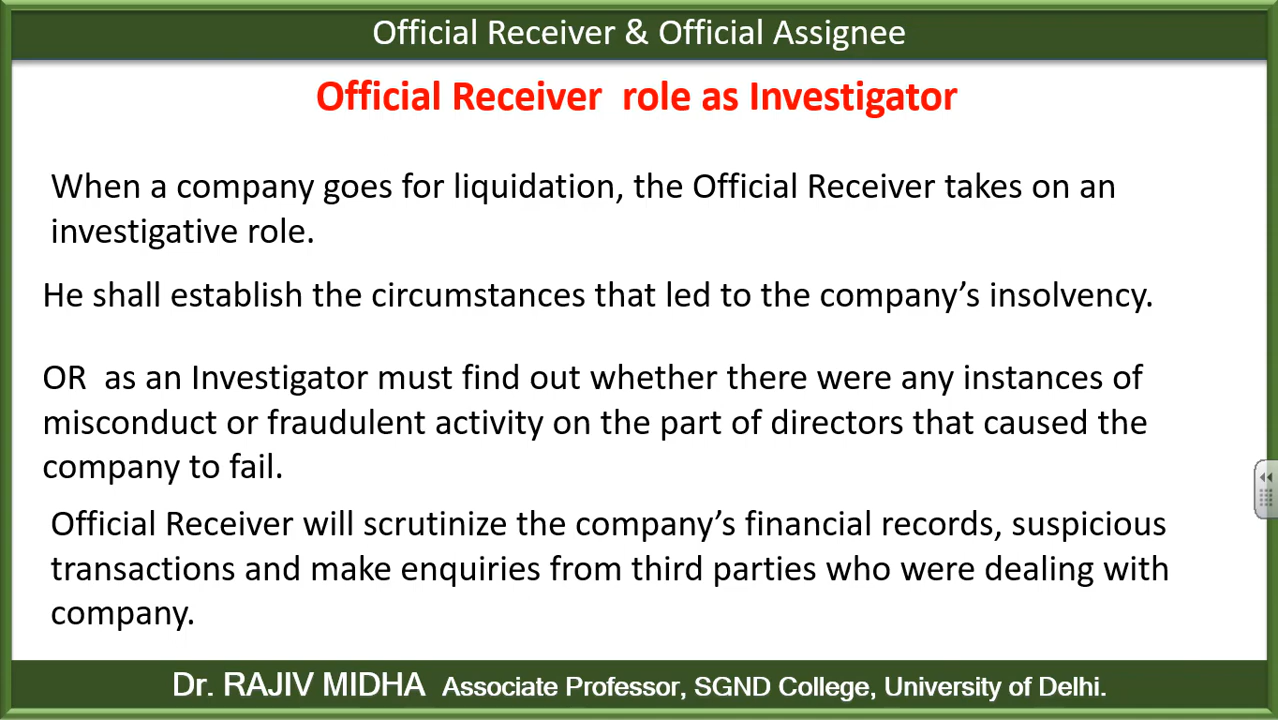 Official Receiver & Official Assignee
Official Receiver role as Investigator
When a company goes for liquidation, the Official Receiver takes on an
investigative role.
He shall establish the circumstances that led to the company’s insolvency.
OR as an Investigator must find out whether there were any instances of
misconduct or fraudulent activity on the part of directors that caused the
company to fail.
Official Receiver will scrutinize the company’s financial records, suspicious
transactions and make enquiries from third parties who were dealing with
company.
Dr. RAJIV MIDHA Associate Professor, SGND College, University of Delhi.